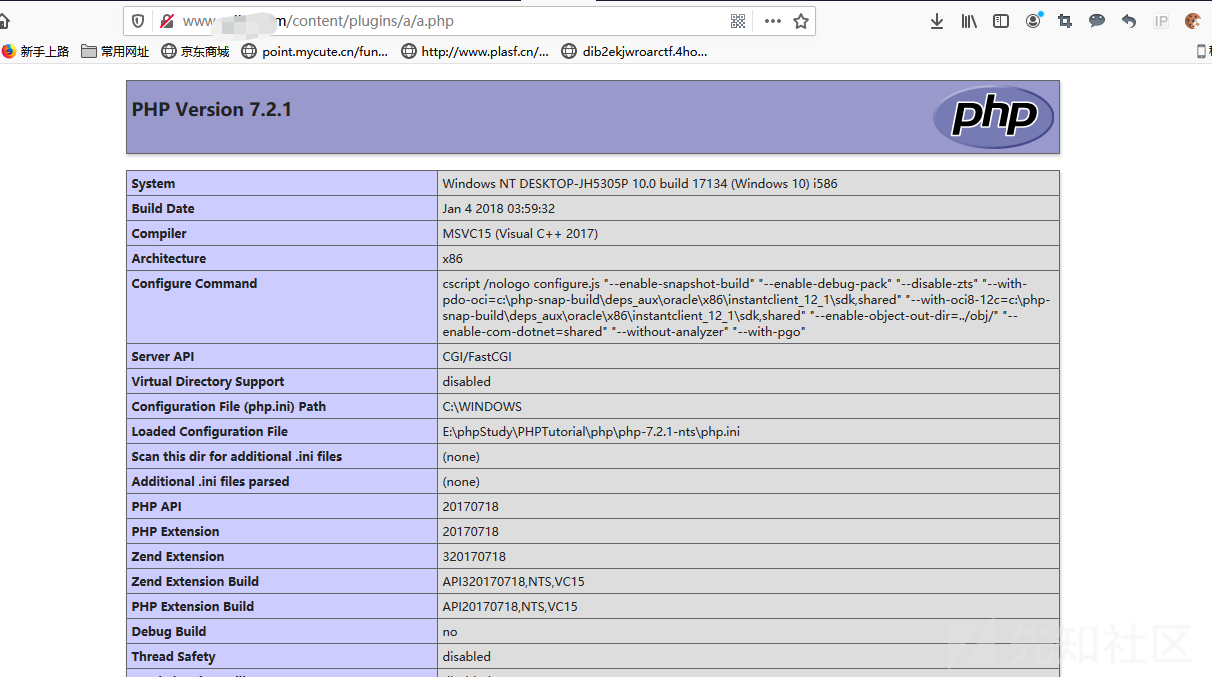 www. m/content/plugins/a/a.php
IP
新手上路 常用网址 京东商城 point.mycute.cn/fun... http://www.plasf.cn/... dib2ekjwroarctf.4ho...
PHP Version 7.2.1
php
System Windows NT DESKTOP-JH5305P 10.0 build 17134 (Windows 10) i586
Build Date Jan 4 2018 03:59:32
Compiler MSVC15 (Visual C++ 2017)
Architecture x86
Configure Command cscript /nologo configure.js "--enable-snapshot-build" "--enable-debug-pack" "--disable-zts" "--with-
pdo-oci=c:\php-snap-build\deps_aux\oracle\x86\instantclient_12_1\sdk,shared" "--with-oci8-12c=c:\php-
snap-build\deps_aux\oracle\x86\instantclient_12_1\sdk,shared" "--enable-object-out-dir=../obj/" "--
enable-com-dotnet=shared" "--without-analyzer" "--with-pgo"
Server API CGI/FastCGI
Virtual Directory Support disabled
Configuration File (php.ini) Path C:\WINDOWS
Loaded Configuration File E:\phpStudy\PHPTutorial\php\php-7.2.1-nts\php.ini
Scan this dir for additional .ini files (none)
Additional .ini files parsed (none)
PHP API 20170718
PHP Extension 20170718
Zend Extension 320170718
Zend Extension Build API320170718,NTS,VC15
PHP Extension Build API20170718,NTS,VC15
Debug Build no
Thread Safety disabled
先知社区